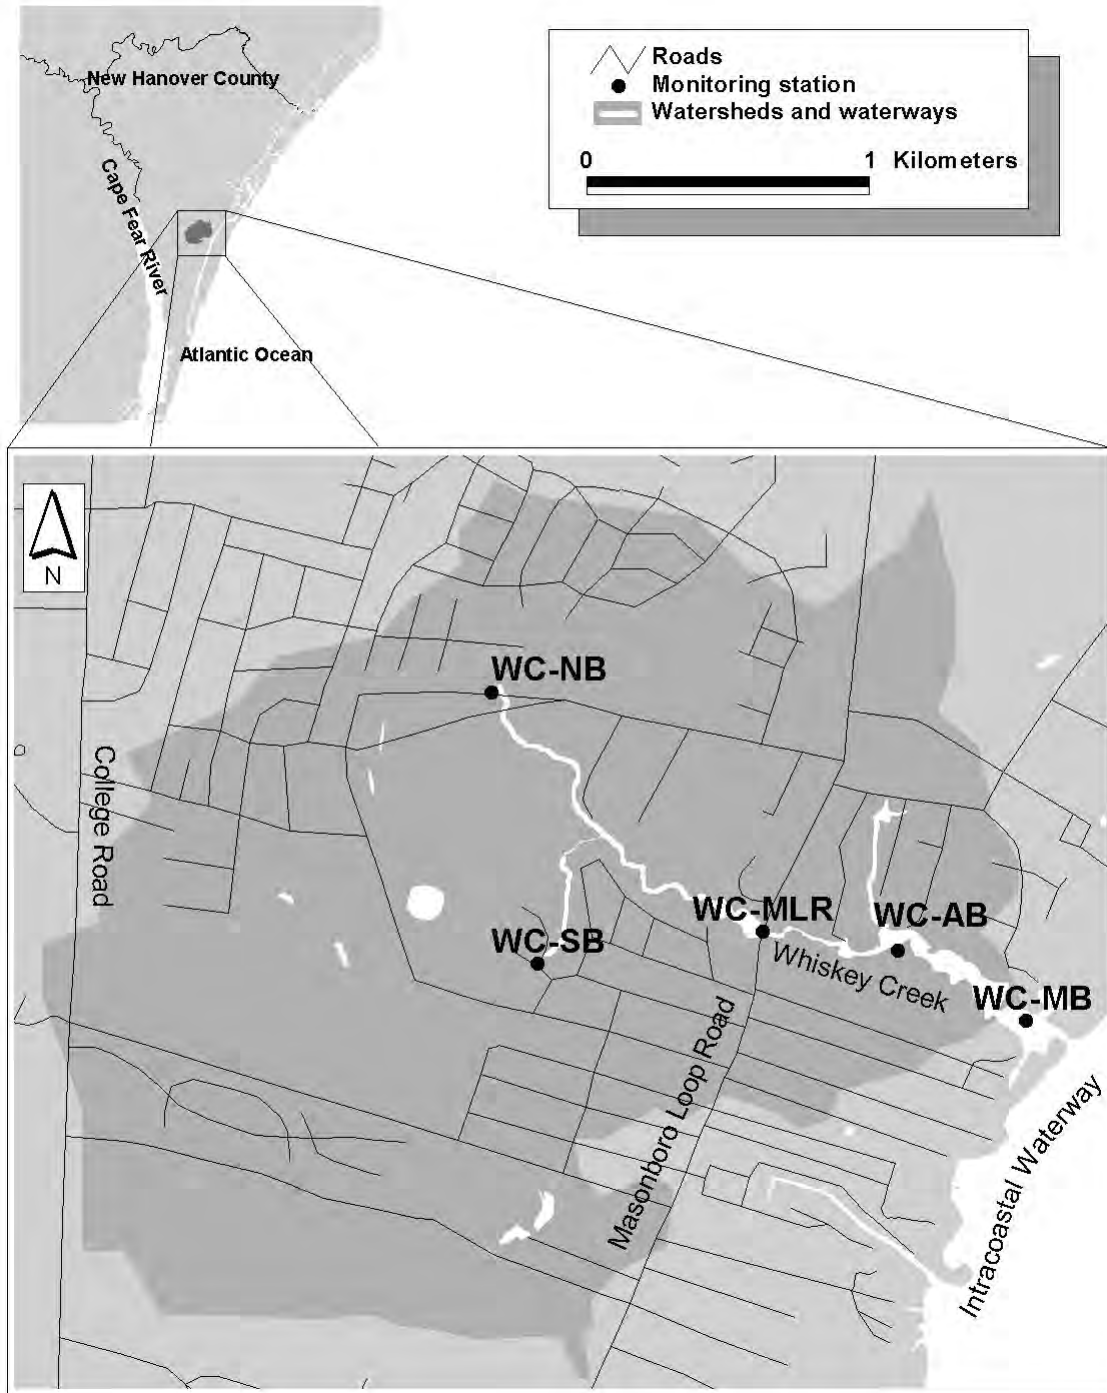 New Hanover County
Cape Fear River
Atlantic Ocean
Roads
Monitoring station
Watersheds and waterways
0 1 Kilometers
N
WC-NB
College Road
WC-MLR
WC-AB
WC-SB
Whiskey Creek
WC-MB
Masonboro Loop Road
Intracoastal Waterway